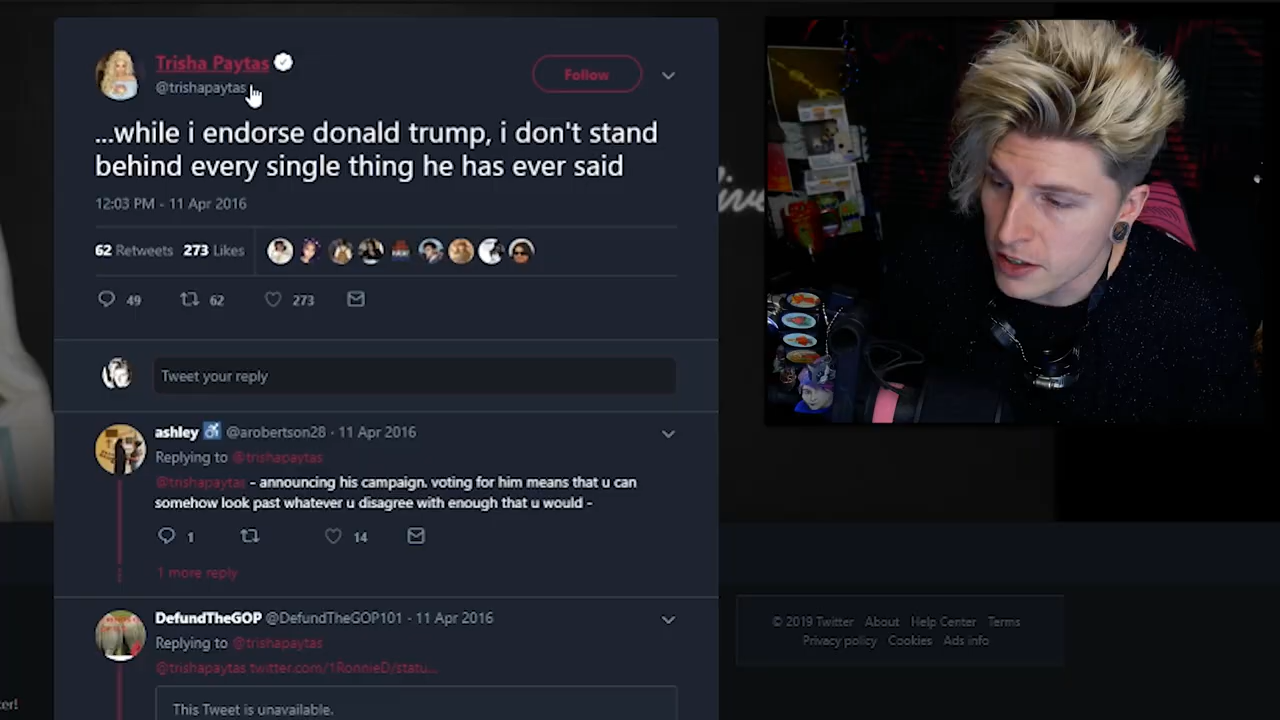 Trisha Paytas
@trishapaytas
Follow
...while i endorse donald trump, i don't stand
behind every single thing he has ever said
12:03 PM - 11 Apr 2016
62 Retweets 273 Likes
49 62 273
Tweet your reply
ashley @arobertson28 · 11 Apr 2016
Replying to @trishapaytas
@trishapaytas - announcing his campaign. voting for him means that u can
somehow look past whatever u disagree with enough that u would -
1 14
1 more reply
DefundTheGOP @DefundTheGOP101 · 11 Apr 2016
Replying to @trishapaytas
@trishapaytas twitter.com/1RonnieD/statu...
This Tweet is unavailable.
© 2019 Twitter About Help Center Terms
Privacy policy Cookies Ads info